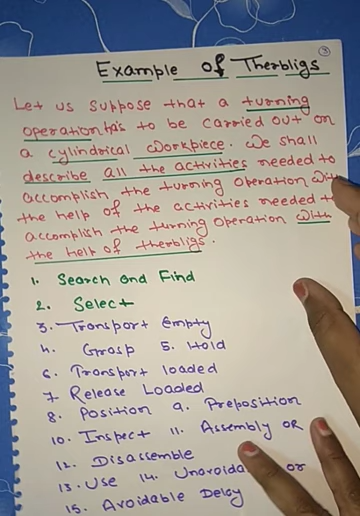 Example of Therbligs
Let us suppose that a turning
operation has to be carried out on
a cylindrical workpiece. We shall
describe all the activities needed to
accomplish the turning operation with
the help of the activities needed to
accomplish the turning operation with
the help of therbligs.
1. Search and Find
2. Select
3. Transport Empty
4. Grasp 5. Hold
6. Transport loaded
7 Release Loaded
8. Position 9. Preposition
10. Inspect 11. Assembly OR
12. Disassemble
13. Use 14. Unavoida or
15. Avoidable Delay